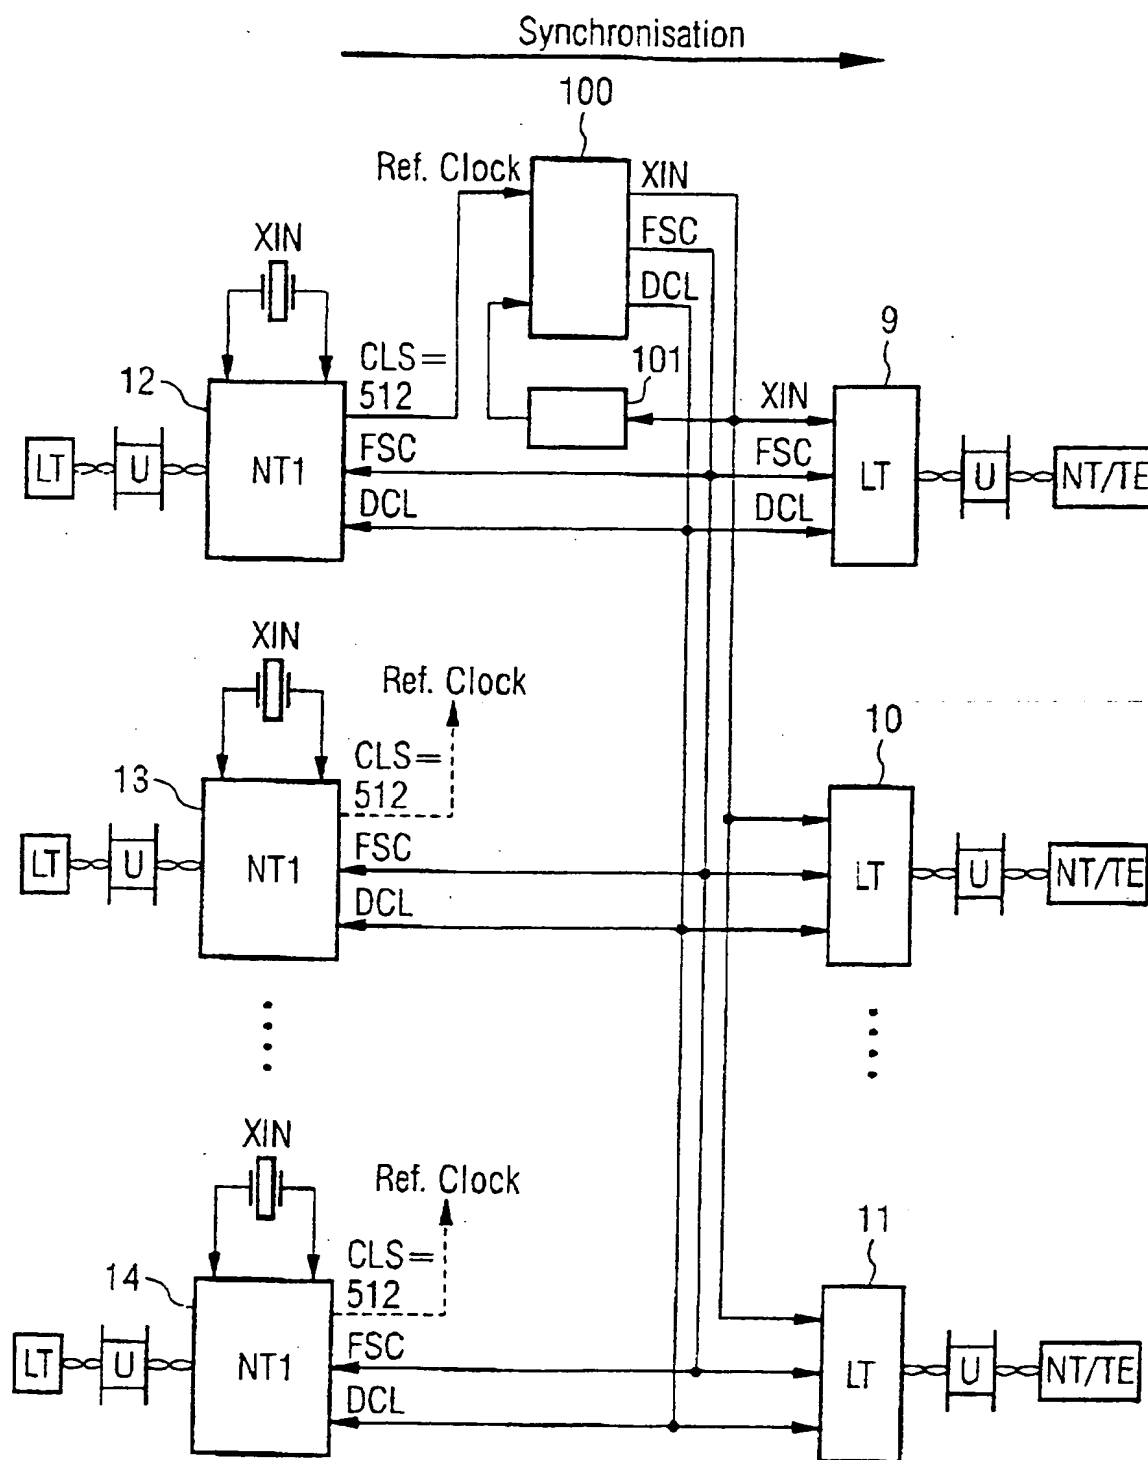 Synchronisation
100
Ref. Clock
XIN
FSC
DCL
XIN
CLS=
512
12
101
9
XIN
LT
U
NT1
FSC
FSC
LT
U
NT/TE
DCL
DCL
XIN
Ref. Clock
10
CLS=
512
13
LT
U
NT1
FSC
LT
U
NT/TE
DCL
XIN
Ref. Clock
11
CLS=
512
14
LT
U
NT1
FSC
LT
U
NT/TE
DCL